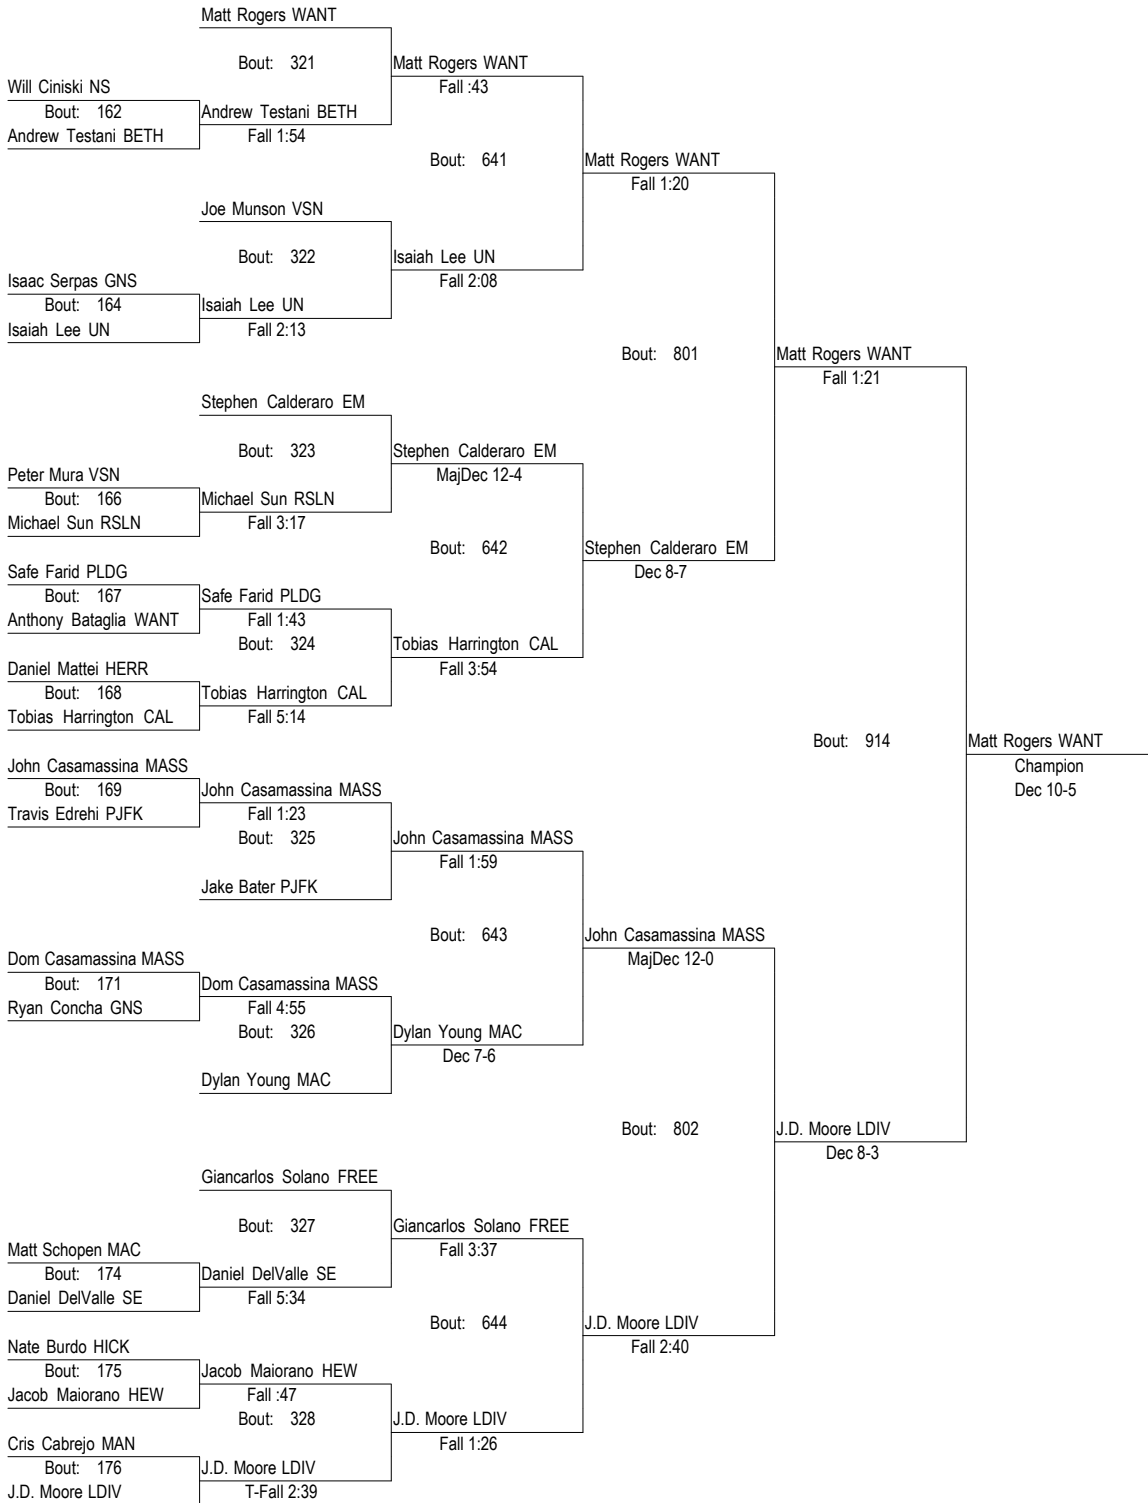 Matt Rogers WANT
Bout: 321
Matt Rogers WANT
Fall :43
Will Ciniski NS
Bout: 162
Andrew Testani BETH
Andrew Testani BETH
Fall 1:54
Bout: 641
Matt Rogers WANT
Fall 1:20
Joe Munson VSN
Bout: 322
Isaiah Lee UN
Fall 2:08
Isaac Serpas GNS
Bout: 164
Isaiah Lee UN
Isaiah Lee UN
Fall 2:13
Bout: 801
Matt Rogers WANT
Fall 1:21
Stephen Calderaro EM
Bout: 323
Stephen Calderaro EM
MajDec 12-4
Peter Mura VSN
Bout: 166
Michael Sun RSLN
Michael Sun RSLN
Fall 3:17
Bout: 642
Stephen Calderaro EM
Dec 8-7
Safe Farid PLDG
Bout: 167
Anthony Bataglia WANT
Safe Farid PLDG
Fall 1:43
Bout: 324
Tobias Harrington CAL
Fall 3:54
Daniel Mattei HERR
Bout: 168
Tobias Harrington CAL
Tobias Harrington CAL
Fall 5:14
Bout: 914
Matt Rogers WANT
Champion
Dec 10-5
John Casamassina MASS
Bout: 169
Travis Edrehi PJFK
John Casamassina MASS
Fall 1:23
Bout: 325
John Casamassina MASS
Fall 1:59
Jake Bater PJFK
Bout: 643
John Casamassina MASS
MajDec 12-0
Dom Casamassina MASS
Bout: 171
Ryan Concha GNS
Dom Casamassina MASS
Fall 4:55
Bout: 326
Dylan Young MAC
Dec 7-6
Dylan Young MAC
Bout: 802
J.D. Moore LDIV
Dec 8-3
Giancarlos Solano FREE
Bout: 327
Giancarlos Solano FREE
Fall 3:37
Matt Schopen MAC
Bout: 174
Daniel DelValle SE
Daniel DelValle SE
Fall 5:34
Bout: 644
J.D. Moore LDIV
Fall 2:40
Nate Burdo HICK
Bout: 175
Jacob Maiorano HEW
Jacob Maiorano HEW
Fall :47
Bout: 328
J.D. Moore LDIV
Fall 1:26
Cris Cabrejo MAN
Bout: 176
J.D. Moore LDIV
J.D. Moore LDIV
T-Fall 2:39